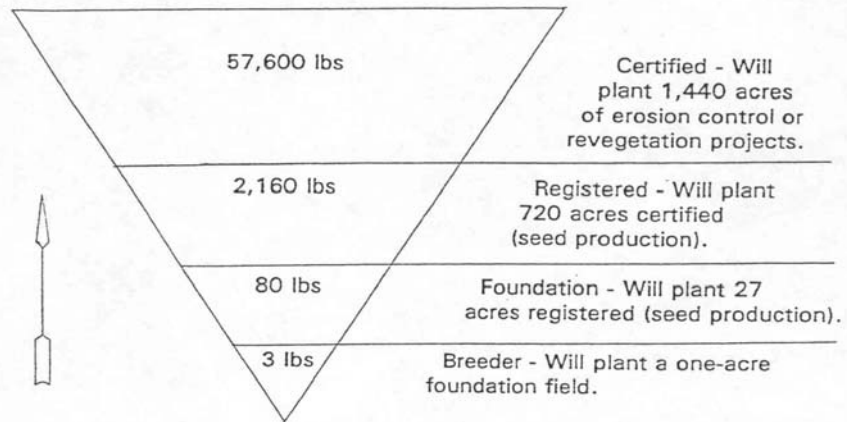 57,600 lbs
Certified - Will
plant 1,440 acres
of erosion control or
revegetation projects.
2,160 lbs
Registered - Will plant
720 acres certified
(seed production).
80 lbs
Foundation - Will plant 27
acres registered (seed production).
3 lbs
Breeder - Will plant a one-acre
foundation field.